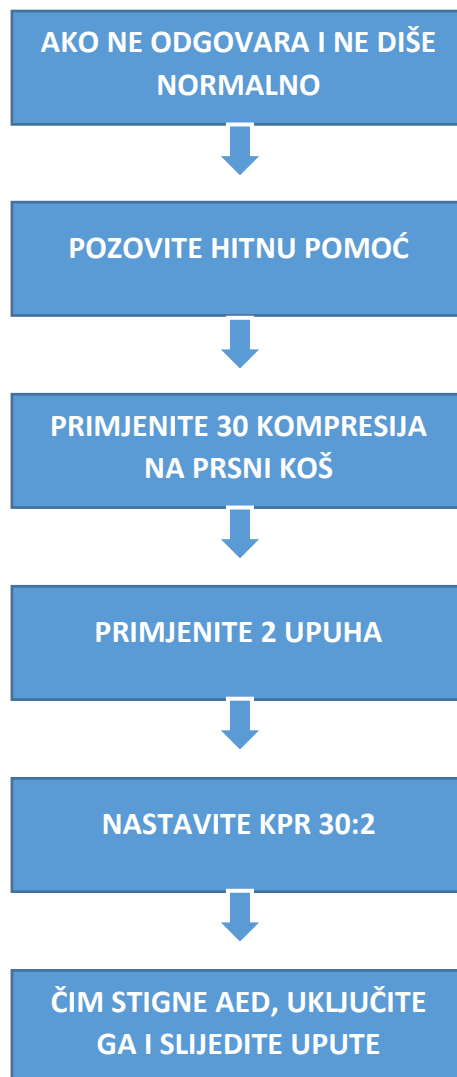 AKO NE ODGOVARA I NE DIŠE
NORMALNO
POZOVITE HITNU POMOĆ
PRIMJENITE 30 KOMPRESIJA
NA PRSNI KOŠ
PRIMJENITE 2 UPUHA
NASTAVITE KPR 30:2
ČIM STIGNE AED, UKLJUČITE
GA I SLIJEDITE UPUTE